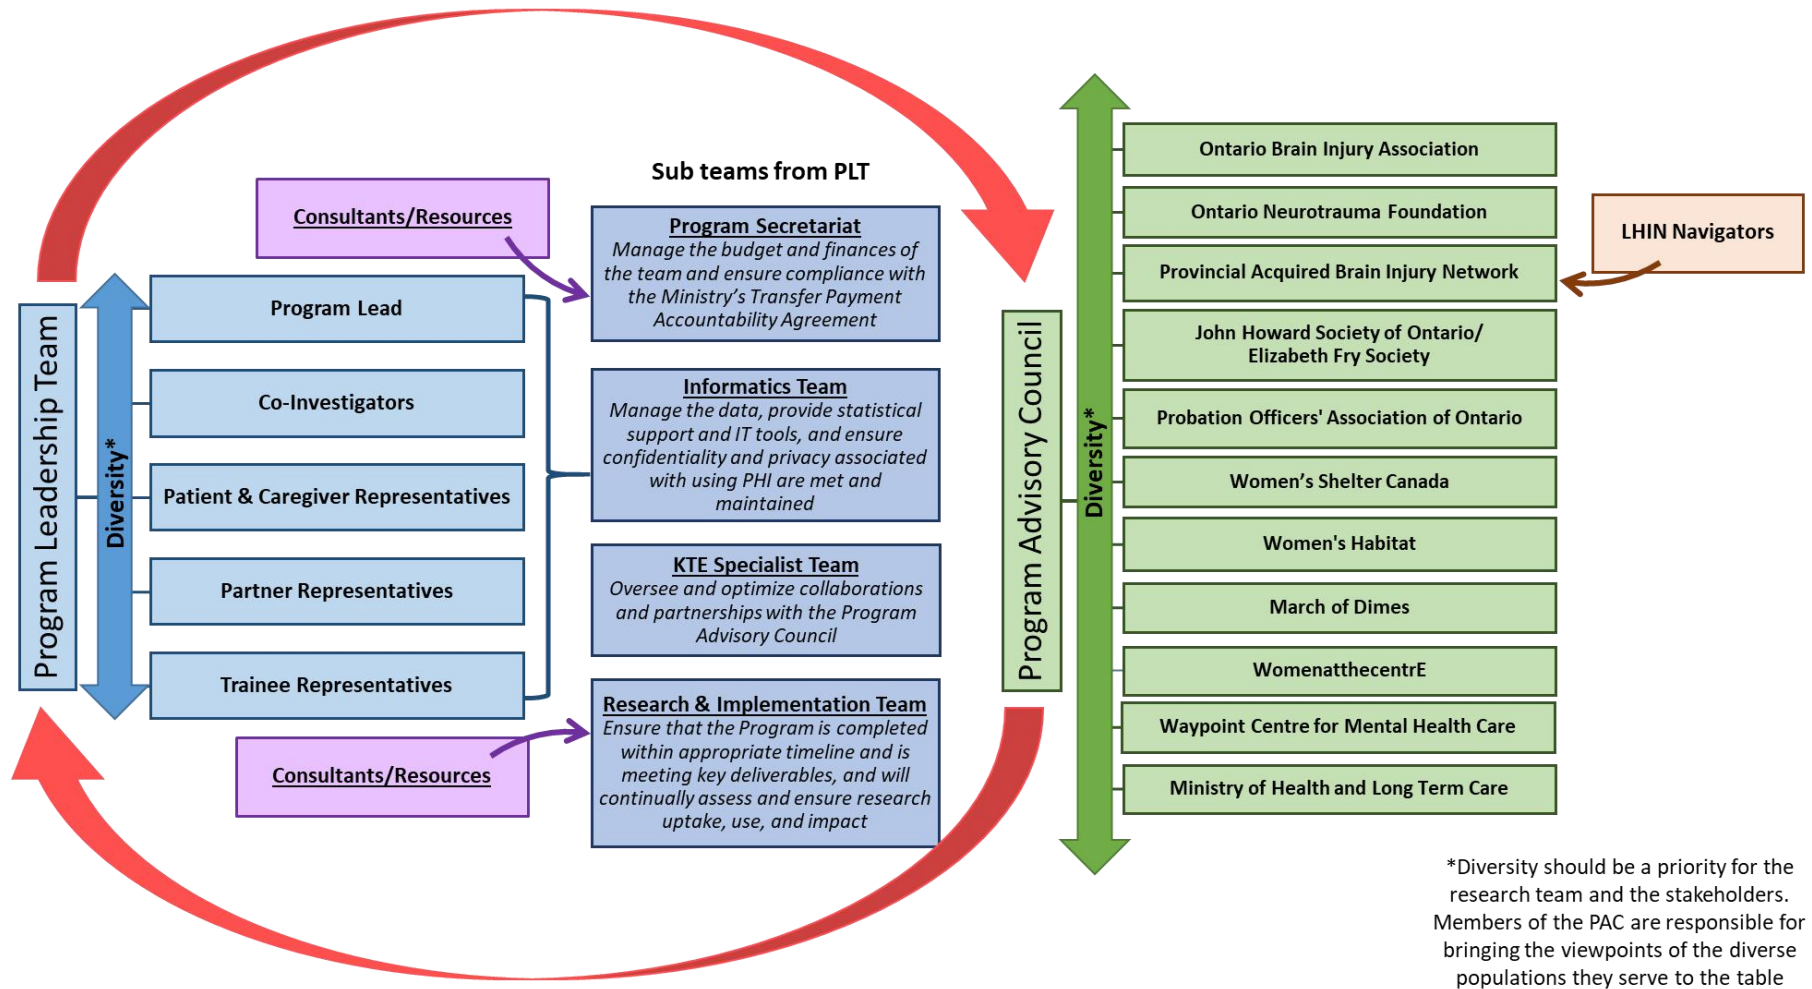 Program Leadership Team
Diversity*
Consultants/Resources
Program Lead
Co-Investigators
Patient & Caregiver Representatives
Partner Representatives
Trainee Representatives
Consultants/Resources
Sub teams from PLT
Program Secretariat
Manage the budget and finances of
the team and ensure compliance with
the Ministry's Transfer Payment
Accountability Agreement
Informatics Team
Manage the data, provide statistical
support and IT tools, and ensure
confidentiality and privacy associated
with using PHI are met and
maintained
KTE Specialist Team
Oversee and optimize collaborations
and partnerships with the Program
Advisory Council
Research & Implementation Team
Ensure that the Program is completed
within appropriate timeline and is
meeting key deliverables, and will
continually assess and ensure research
uptake, use, and impact
Program Advisory Council
Diversity*
Ontario Brain Injury Association
Ontario Neurotrauma Foundation
Provincial Acquired Brain Injury Network
John Howard Society of Ontario/
Elizabeth Fry Society
Probation Officers' Association of Ontario
Women’s Shelter Canada
Women's Habitat
March of Dimes
WomenatthecentrE
Waypoint Centre for Mental Health Care
Ministry of Health and Long Term Care
LHIN Navigators
*Diversity should be a priority for the
research team and the stakeholders.
Members of the PAC are responsible for
bringing the viewpoints of the diverse
populations they serve to the table